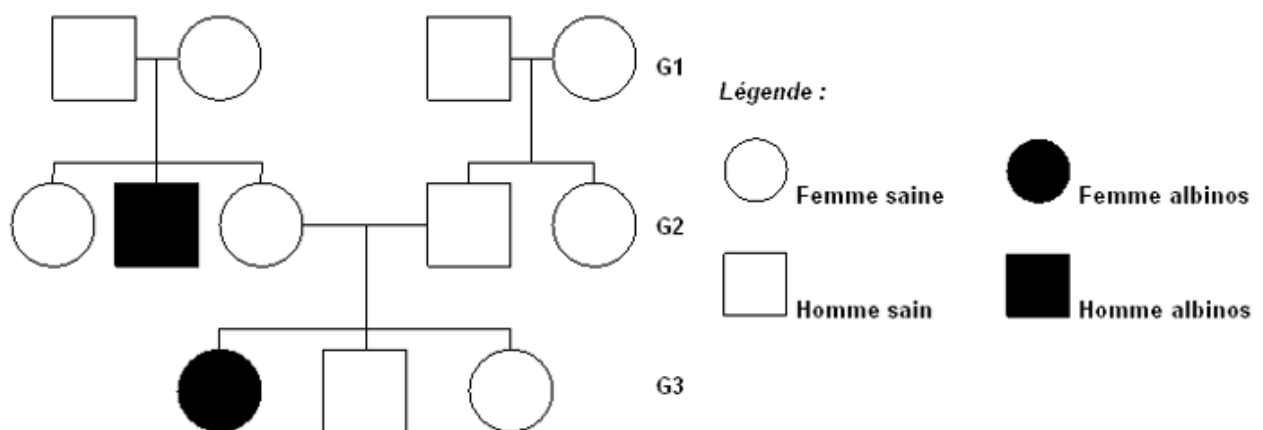 G1
Légende :
Femme saine
Femme albinos
G2
Homme sain
Homme albinos
G3